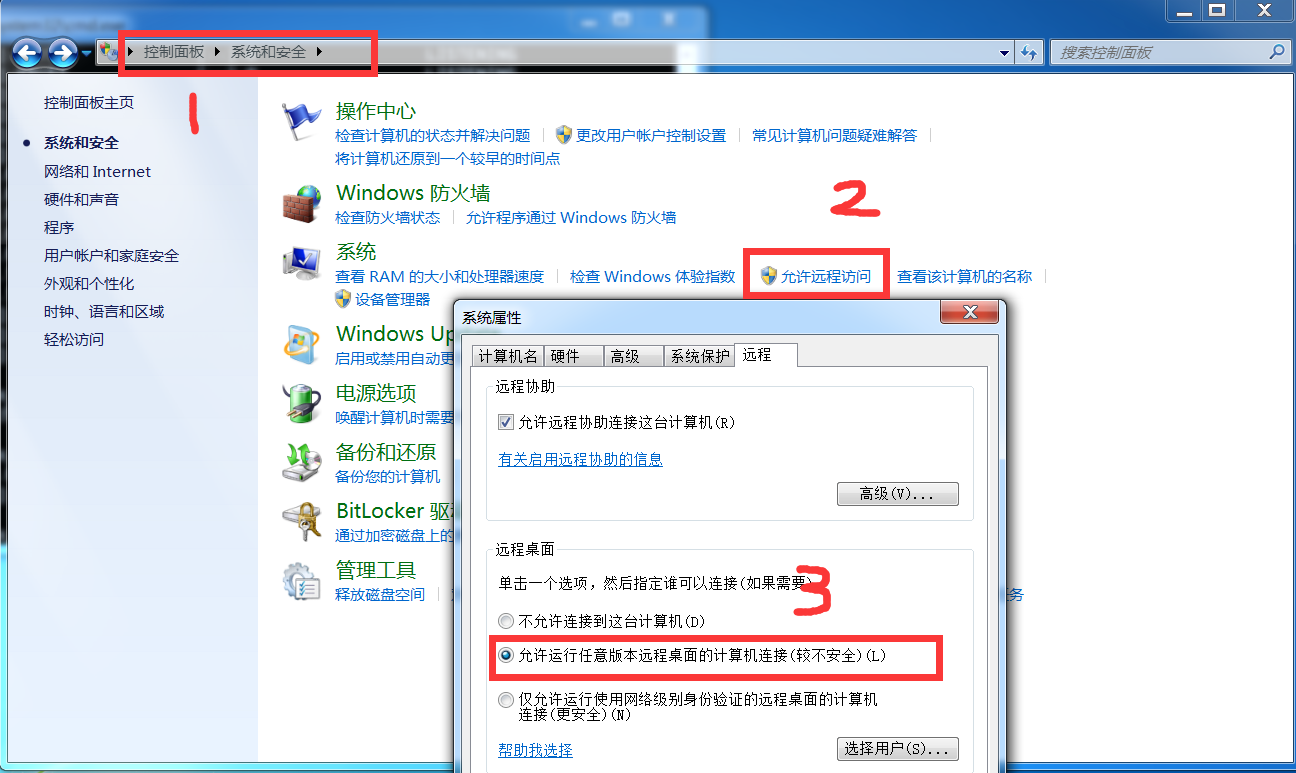 控制面板 系统和安全
搜索控制面板
1
控制面板主页
系统和安全
网络和 Internet
硬件和声音
程序
用户帐户和家庭安全
外观和个性化
时钟、语言和区域
轻松访问
操作中心
检查计算机的状态并解决问题 更改用户帐户控制设置 常见计算机问题疑难解答
将计算机还原到一个较早的时间点
Windows 防火墙
检查防火墙状态 允许程序通过 Windows 防火墙
2
系统
查看 RAM 的大小和处理器速度 检查 Windows 体验指数 允许远程访问 查看该计算机的名称
设备管理器
Windows Up
启用或禁用自动更
电源选项
唤醒计算机时需要
备份和还原
备份您的计算机
BitLocker 驱
通过加密磁盘上的
管理工具
释放磁盘空间
务
系统属性
计算机名 硬件 高级 系统保护 远程
远程协助
允许远程协助连接这台计算机(R)
有关启用远程协助的信息
高级(V)...
远程桌面
单击一个选项，然后指定谁可以连接(如果需要)
3
不允许连接到这台计算机(D)
允许运行任意版本远程桌面的计算机连接(较不安全)(L)
仅允许运行使用网络级别身份验证的远程桌面的计算机
连接(更安全)(N)
帮助我选择
选择用户(S)...